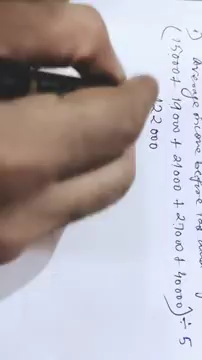 i) Average income before tax
(15000 + 19000 + 21000 + 27000 + 40000) ÷ 5
122000